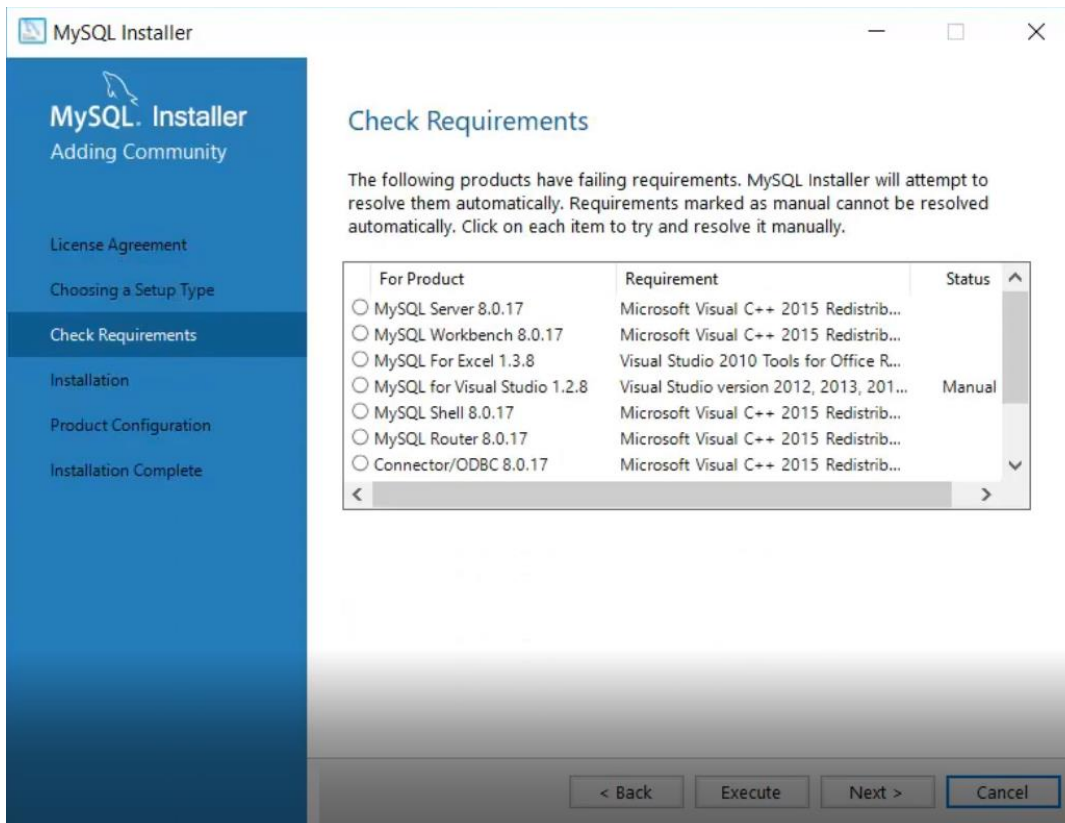 MySQL Installer
MySQL. Installer
Adding Community
License Agreement
Choosing a Setup Type
Check Requirements
Installation
Product Configuration
Installation Complete
Check Requirements
The following products have failing requirements. MySQL Installer will attempt to
resolve them automatically. Requirements marked as manual cannot be resolved
automatically. Click on each item to try and resolve it manually.
For Product Requirement Status
MySQL Server 8.0.17 Microsoft Visual C++ 2015 Redistrib...
MySQL Workbench 8.0.17 Microsoft Visual C++ 2015 Redistrib...
MySQL For Excel 1.3.8 Visual Studio 2010 Tools for Office R...
MySQL for Visual Studio 1.2.8 Visual Studio version 2012, 2013, 201... Manual
MySQL Shell 8.0.17 Microsoft Visual C++ 2015 Redistrib...
MySQL Router 8.0.17 Microsoft Visual C++ 2015 Redistrib...
Connector/ODBC 8.0.17 Microsoft Visual C++ 2015 Redistrib...
< Back Execute Next > Cancel